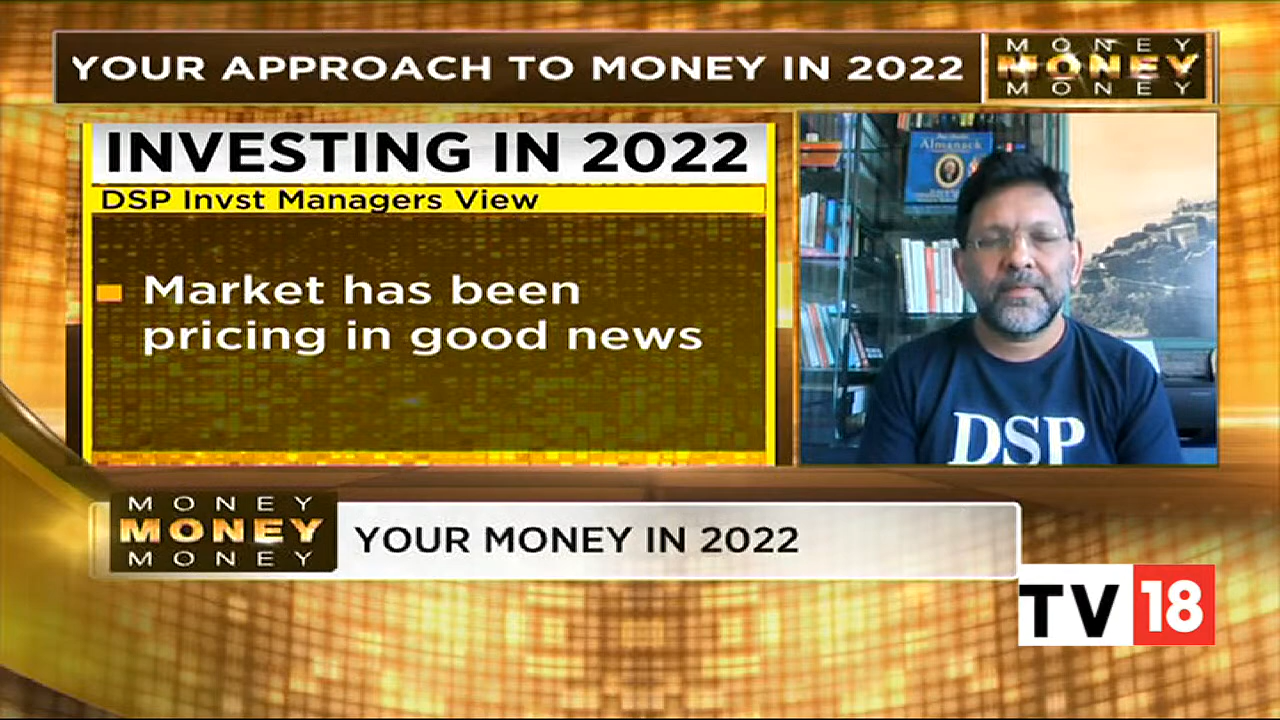 YOUR APPROACH TO MONEY IN 2022
MONEY
MONEY
MONEY
INVESTING IN 2022
DSP Invst Managers View
Market has been
pricing in good news
Almanack
DSP
MONEY
MONEY
MONEY
YOUR MONEY IN 2022
TV18